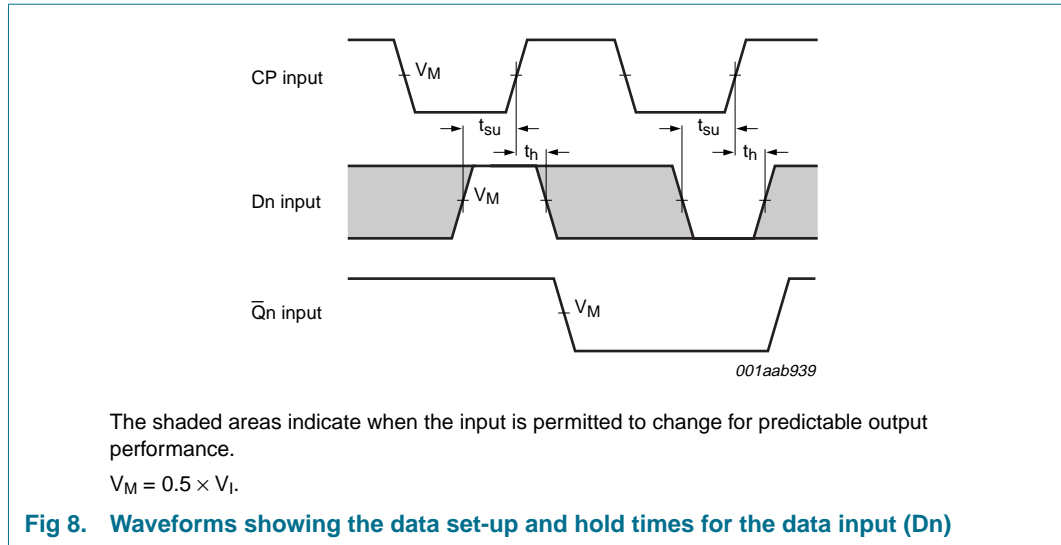 CP input
V_M
t_su
t_su
t_h
t_h
Dn input
V_M
Q̅n input
V_M
001aab939
The shaded areas indicate when the input is permitted to change for predictable output
performance.
V_M = 0.5 × V_I.
Fig 8. Waveforms showing the data set-up and hold times for the data input (Dn)